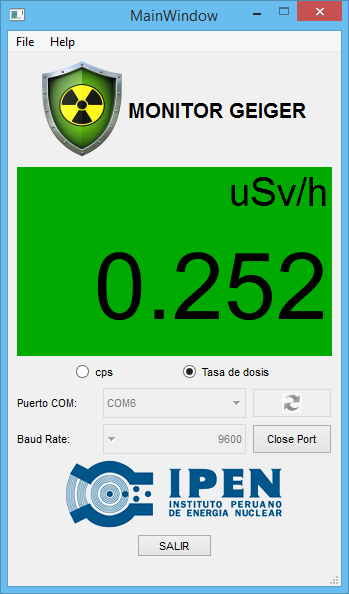 MainWindow
File Help
MONITOR GEIGER
uSv/h
0.252
cps Tasa de dosis
Puerto COM: COM6
Baud Rate: 9600 Close Port
IPEN
INSTITUTO PERUANO
DE ENERGIA NUCLEAR
SALIR